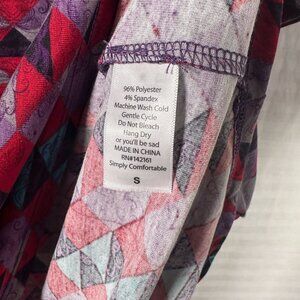 96% Polyester
4% Spandex
Machine Wash Cold
Gentle Cycle
Do Not Bleach
Hang Dry
or you'll be sad
MADE IN CHINA
RN#142161
Simply Comfortable
S